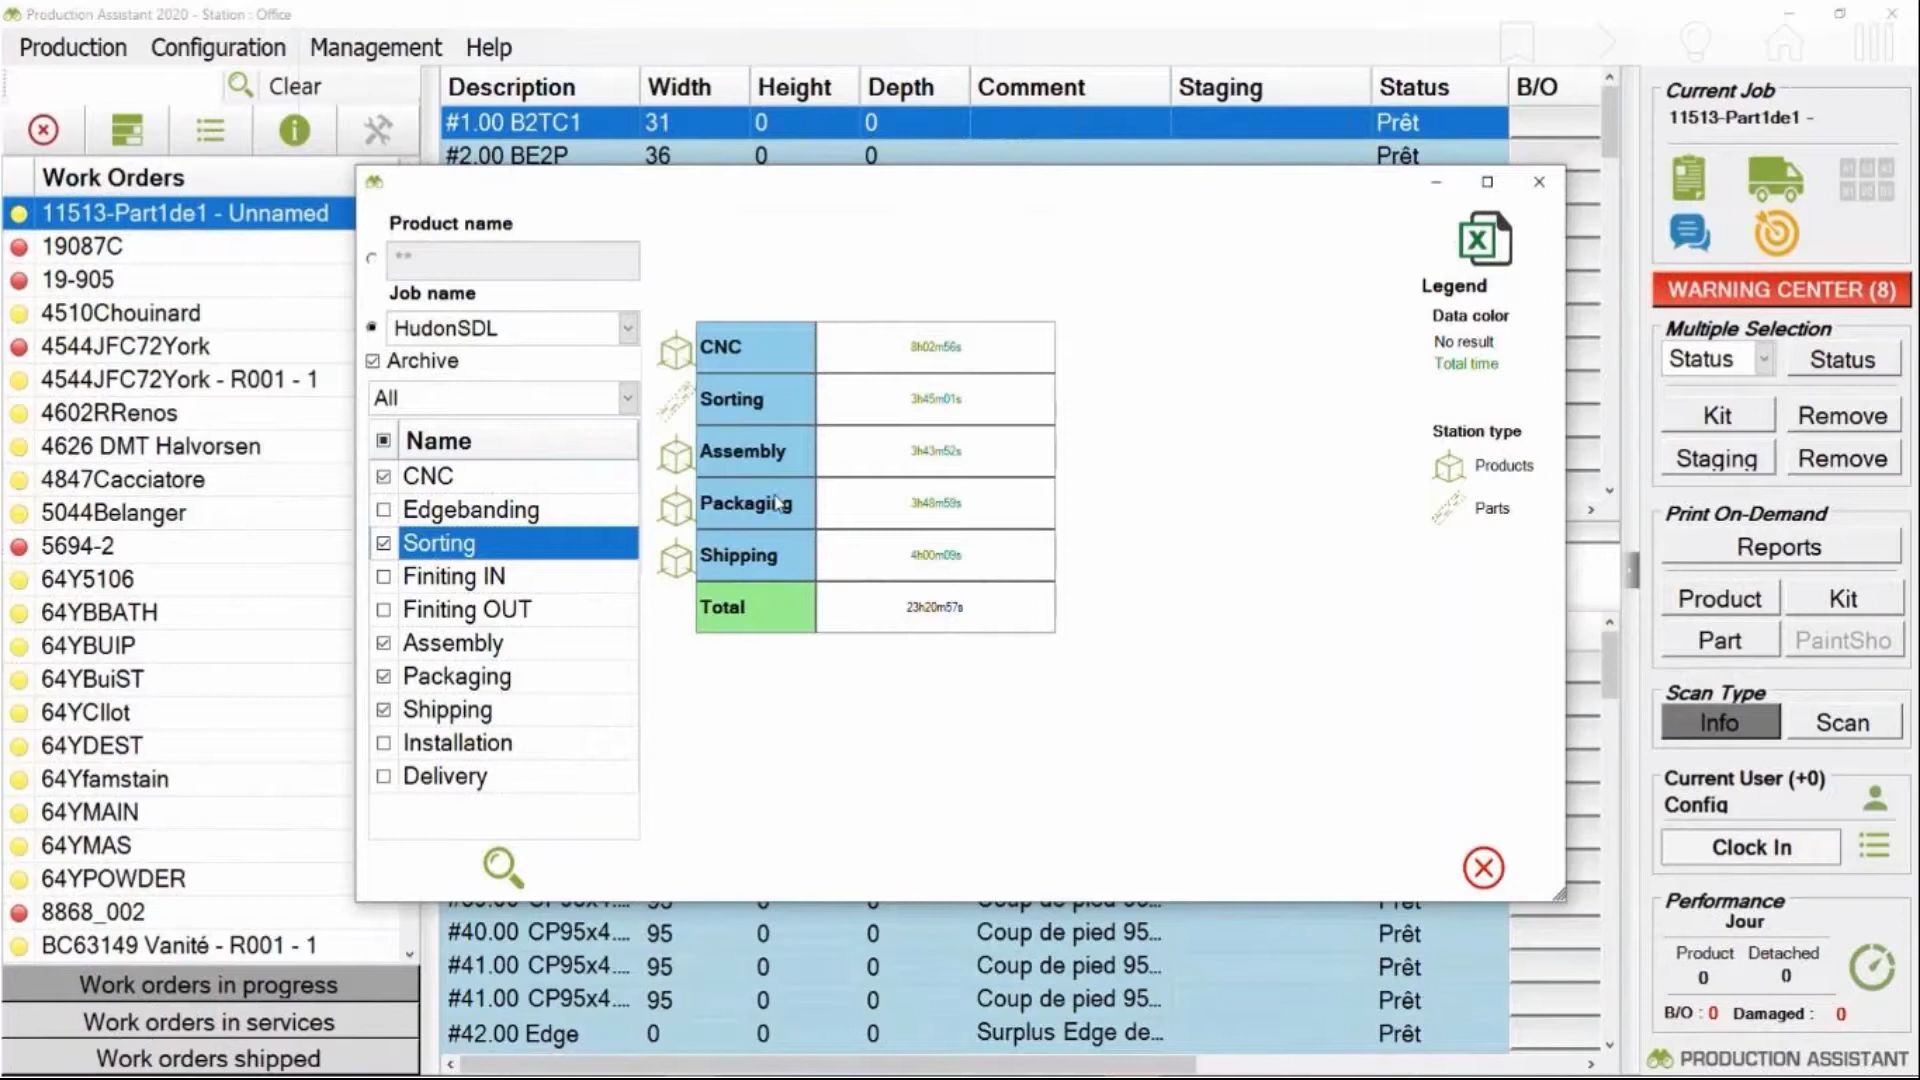 Production Assistant 2020 - Station : Office
Production Configuration Management Help
Clear
Work Orders
11513-Part1de1 - Unnamed
19087C
19-905
4510Chouinard
4544JFC72York
4544JFC72York - R001 - 1
4602RRenos
4626 DMT Halvorsen
4847Cacciatore
5044Belanger
5694-2
64Y5106
64YBBATH
64YBUIP
64YBuiST
64YCllot
64YDEST
64Yfamstain
64YMAIN
64YMAS
64YPOWDER
8868_002
BC63149 Vanité - R001 - 1
Work orders in progress
Work orders in services
Work orders shipped
Description Width Height Depth Comment Staging Status B/O
#1.00 B2TC1 31 0 0 Prêt
#2.00 BE2P 36 0 0 Prêt
Product name
**
Job name
HudonSDL
Archive
All
Name
CNC
Edgebanding
Sorting
Finiting IN
Finiting OUT
Assembly
Packaging
Shipping
Installation
Delivery
CNC 8h02m56s
Sorting 3h45m01s
Assembly 3h43m52s
Packaging 3h48m59s
Shipping 4h00m09s
Total 23h20m57s
Legend
Data color
No result
Total time
Station type
Products
Parts
#40.00 CP95x4.... 95 0 0 Coup de pied 95... Prêt
#41.00 CP95x4.... 95 0 0 Coup de pied 95... Prêt
#41.00 CP95x4.... 95 0 0 Coup de pied 95... Prêt
#42.00 Edge 0 0 0 Surplus Edge de... Prêt
Current Job
11513-Part1de1 -
WARNING CENTER (8)
Multiple Selection
Status Status
Kit Remove
Staging Remove
Print On-Demand
Reports
Product Kit
Part PaintSho
Scan Type
Info Scan
Current User (+0)
Config
Clock In
Performance
Jour
Product Detached
0 0
B/O : 0 Damaged : 0
PRODUCTION ASSISTANT